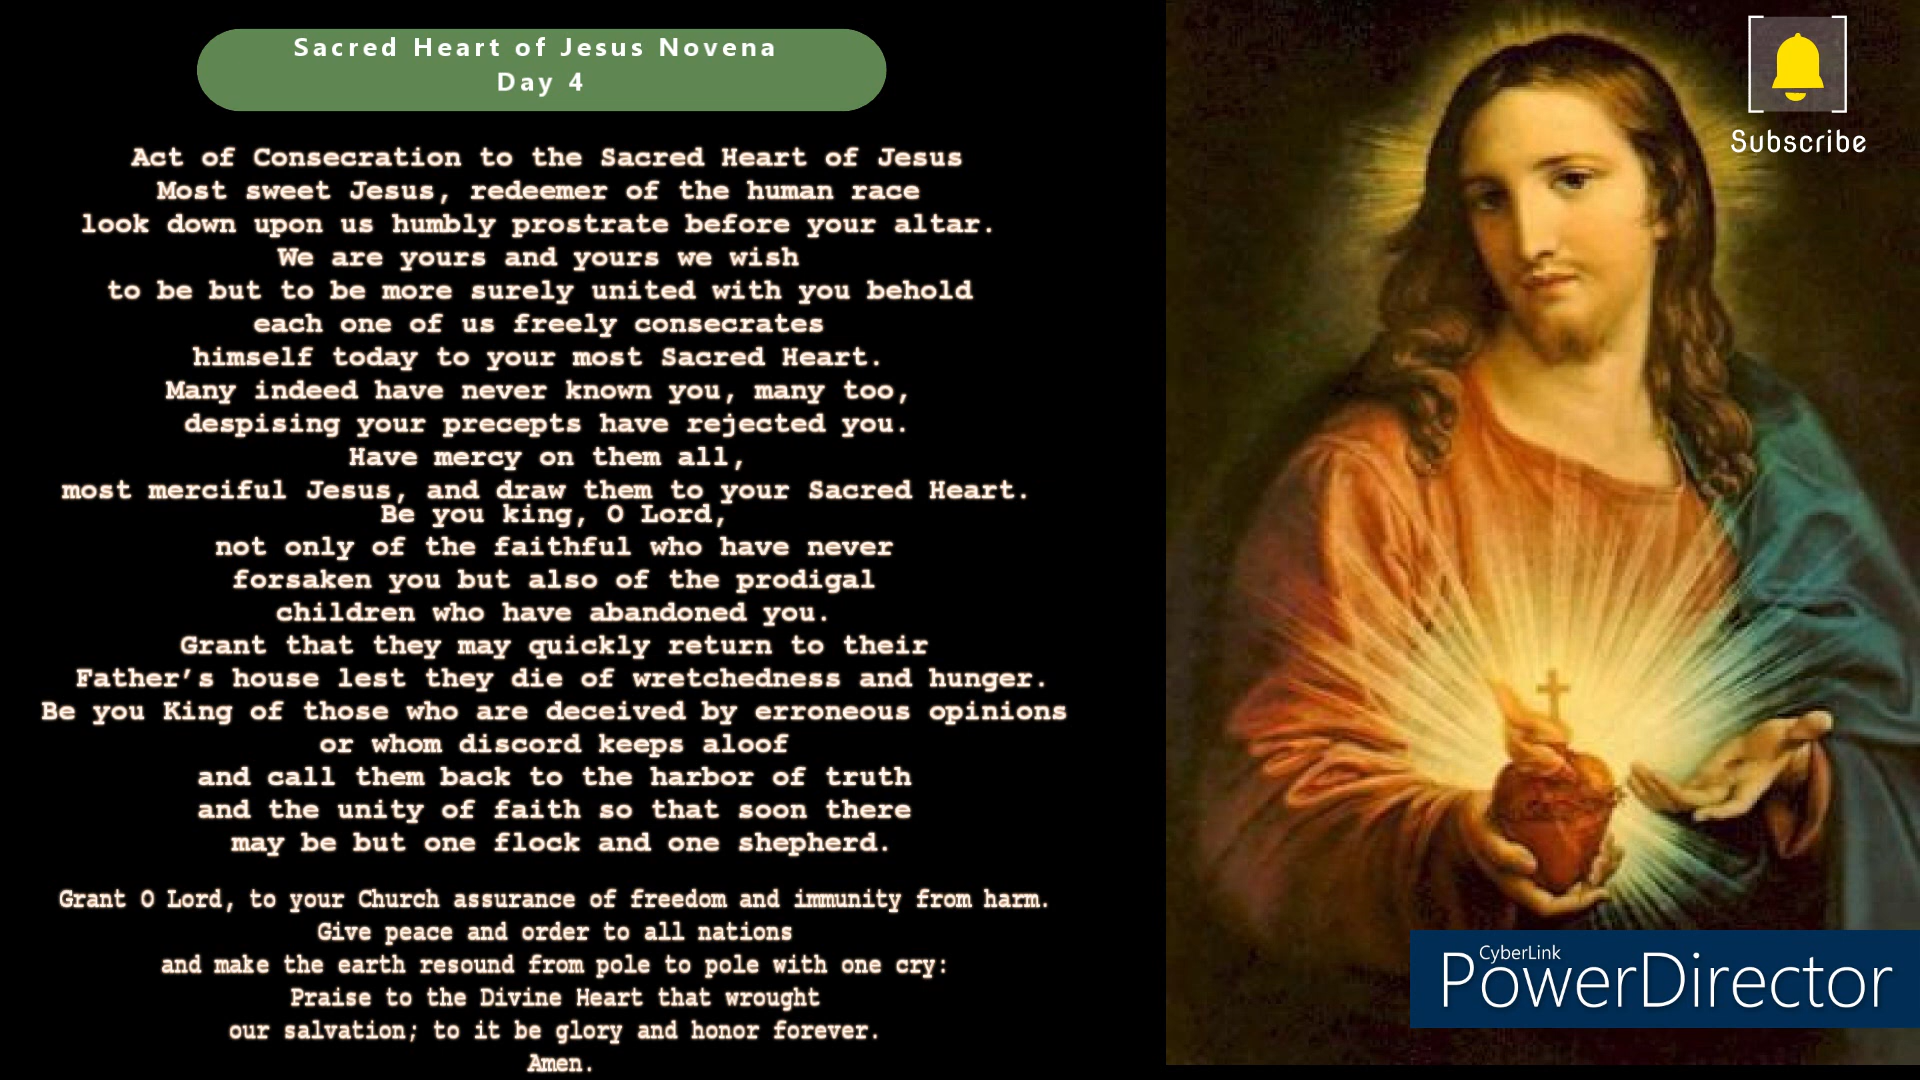 Sacred Heart of Jesus Novena
Day 4
Act of Consecration to the Sacred Heart of Jesus
Most sweet Jesus, redeemer of the human race
look down upon us humbly prostrate before your altar.
We are yours and yours we wish
to be but to be more surely united with you behold
each one of us freely consecrates
himself today to your most Sacred Heart.
Many indeed have never known you, many too,
despising your precepts have rejected you.
Have mercy on them all,
most merciful Jesus, and draw them to your Sacred Heart.
Be you king, O Lord,
not only of the faithful who have never
forsaken you but also of the prodigal
children who have abandoned you.
Grant that they may quickly return to their
Father’s house lest they die of wretchedness and hunger.
Be you King of those who are deceived by erroneous opinions
or whom discord keeps aloof
and call them back to the harbor of truth
and the unity of faith so that soon there
may be but one flock and one shepherd.
Grant O Lord, to your Church assurance of freedom and immunity from harm.
Give peace and order to all nations
and make the earth resound from pole to pole with one cry:
Praise to the Divine Heart that wrought
our salvation; to it be glory and honor forever.
Amen.
Subscribe
CyberLink
PowerDirector